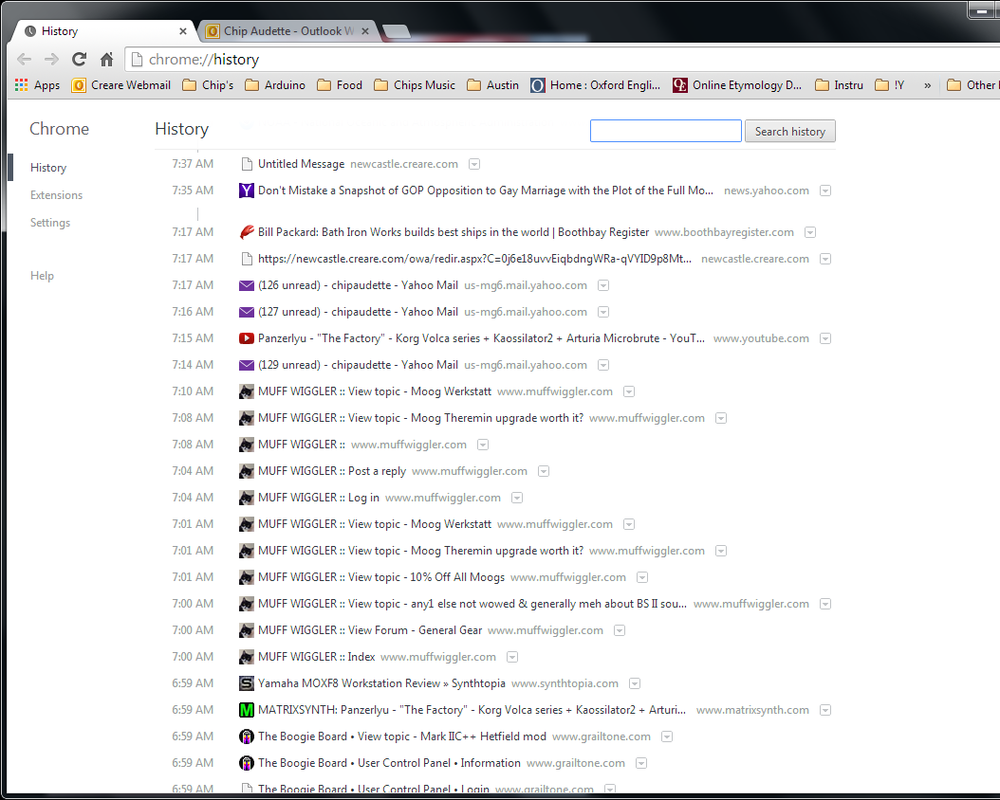 History
Chip Audette - Outlook W
chrome://history
Apps Creare Webmail Chip's Arduino Food Chips Music Austin Home : Oxford Engli... Online Etymology D... Instru !Y » Other
Chrome
History
Search history
History
Extensions
Settings
Help
7:37 AM Untitled Message newcastle.creare.com
7:35 AM Don't Mistake a Snapshot of GOP Opposition to Gay Marriage with the Plot of the Full Mo... news.yahoo.com
7:17 AM Bill Packard: Bath Iron Works builds best ships in the world | Boothbay Register www.boothbayregister.com
7:17 AM https://newcastle.creare.com/owa/redir.aspx?C=0j6e18uvvEiqbdngWRa-qVYID9p8Mt... newcastle.creare.com
7:17 AM (126 unread) - chipaudette - Yahoo Mail us-mg6.mail.yahoo.com
7:16 AM (127 unread) - chipaudette - Yahoo Mail us-mg6.mail.yahoo.com
7:15 AM Panzerlyu - "The Factory" - Korg Volca series + Kaossilator2 + Arturia Microbrute - YouT... www.youtube.com
7:14 AM (129 unread) - chipaudette - Yahoo Mail us-mg6.mail.yahoo.com
7:10 AM MUFF WIGGLER :: View topic - Moog Werkstatt www.muffwiggler.com
7:08 AM MUFF WIGGLER :: View topic - Moog Theremin upgrade worth it? www.muffwiggler.com
7:08 AM MUFF WIGGLER :: www.muffwiggler.com
7:04 AM MUFF WIGGLER :: Post a reply www.muffwiggler.com
7:04 AM MUFF WIGGLER :: Log in www.muffwiggler.com
7:01 AM MUFF WIGGLER :: View topic - Moog Werkstatt www.muffwiggler.com
7:01 AM MUFF WIGGLER :: View topic - Moog Theremin upgrade worth it? www.muffwiggler.com
7:01 AM MUFF WIGGLER :: View topic - 10% Off All Moogs www.muffwiggler.com
7:00 AM MUFF WIGGLER :: View topic - any1 else not wowed & generally meh about BS II sou... www.muffwiggler.com
7:00 AM MUFF WIGGLER :: View Forum - General Gear www.muffwiggler.com
7:00 AM MUFF WIGGLER :: Index www.muffwiggler.com
6:59 AM Yamaha MOXF8 Workstation Review » Synthtopia www.synthtopia.com
6:59 AM MATRIXSYNTH: Panzerlyu - "The Factory" - Korg Volca series + Kaossilator2 + Arturi... www.matrixsynth.com
6:59 AM The Boogie Board • View topic - Mark IIC++ Hetfield mod www.grailtone.com
6:59 AM The Boogie Board • User Control Panel • Information www.grailtone.com
6:59 AM The Boogie Board • User Control Panel • Login www.grailtone.com